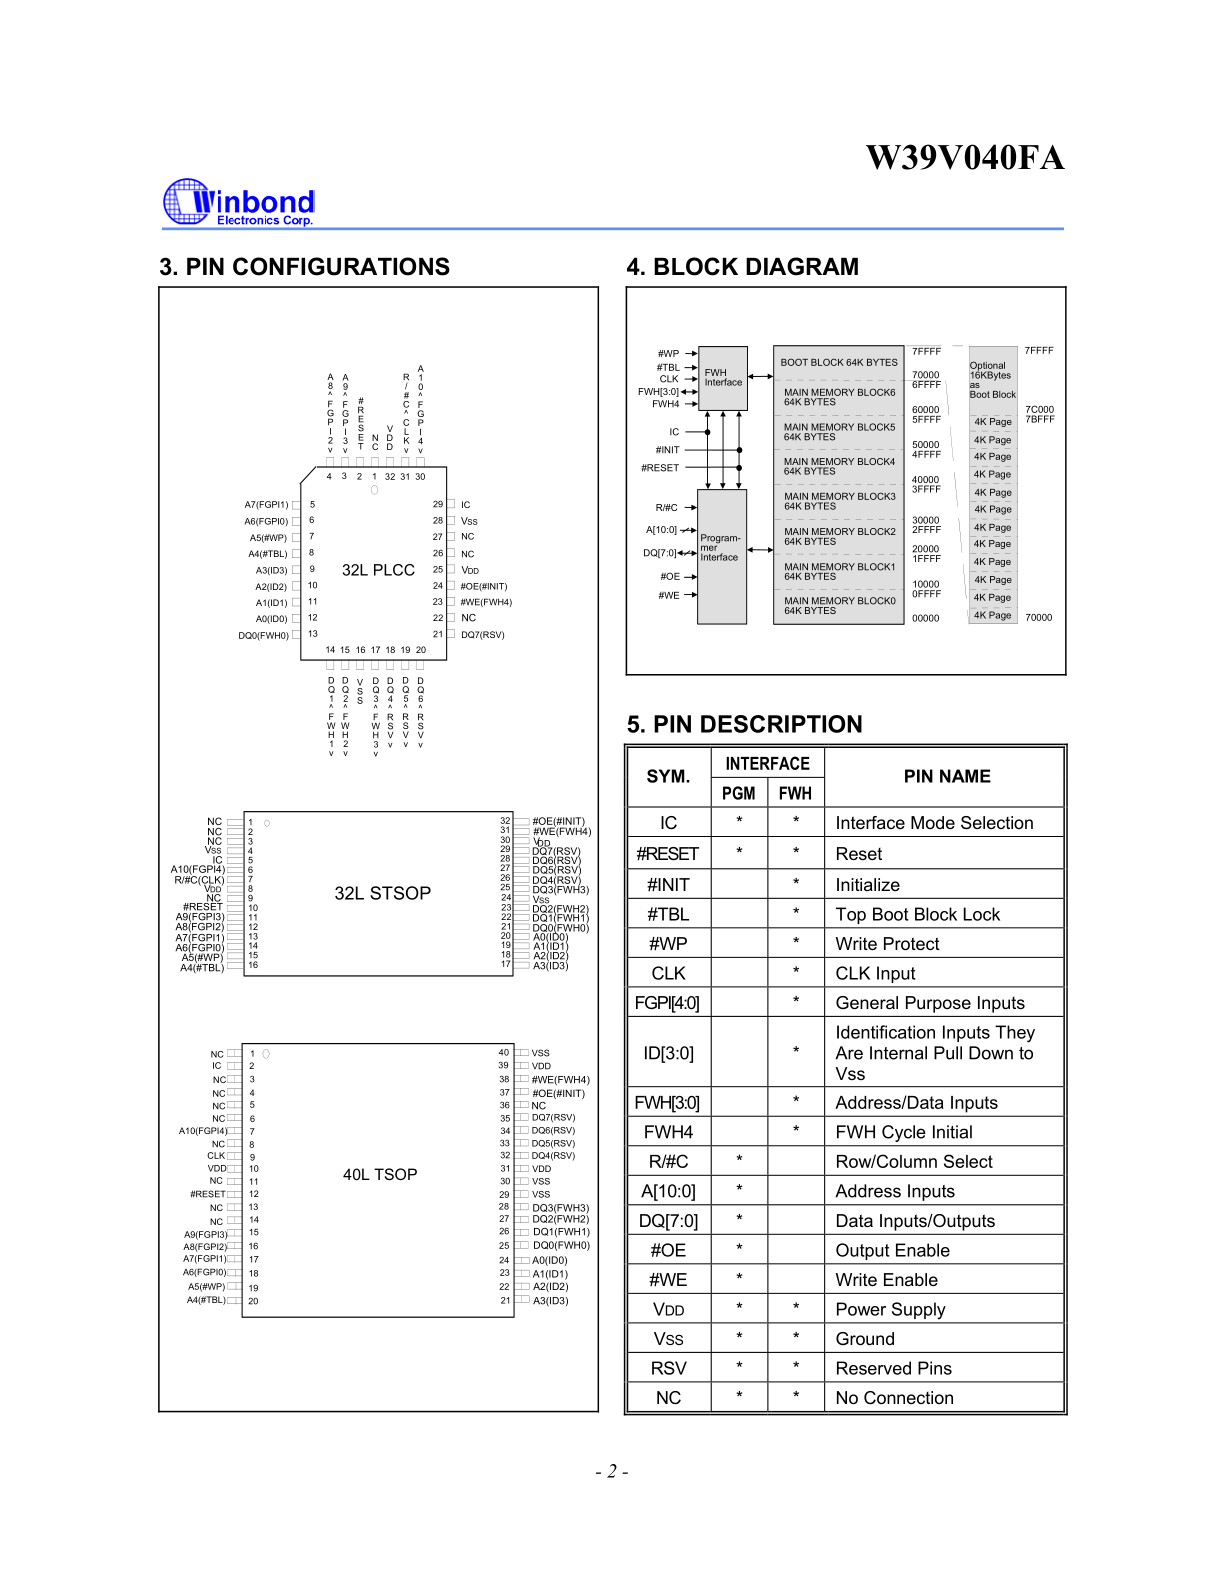 W39V040FA
Winbond
Electronics Corp.
3. PIN CONFIGURATIONS
A8^FGPI2v
A9^FGPI3v
#RESET
NC
VDD
R/#C^CLKv
A10^FGPI4v
4 3 2 1 32 31 30
A7(FGPI1) 5
A6(FGPI0) 6
A5(#WP) 7
A4(#TBL) 8
A3(ID3) 9
A2(ID2) 10
A1(ID1) 11
A0(ID0) 12
DQ0(FWH0) 13
32L PLCC
29 IC
28 VSS
27 NC
26 NC
25 VDD
24 #OE(#INIT)
23 #WE(FWH4)
22 NC
21 DQ7(RSV)
14 15 16 17 18 19 20
DQ1^FWH1v
DQ2^FWH2v
VSS
DQ3^FWH3v
DQ4^RSVv
DQ5^RSVv
DQ6^RSVv
NC 1
NC 2
NC 3
VSS 4
IC 5
A10(FGPI4) 6
R/#C(CLK) 7
VDD 8
NC 9
#RESET 10
A9(FGPI3) 11
A8(FGPI2) 12
A7(FGPI1) 13
A6(FGPI0) 14
A5(#WP) 15
A4(#TBL) 16
32L STSOP
32 #OE(#INIT)
31 #WE(FWH4)
30 VDD
29 DQ7(RSV)
28 DQ6(RSV)
27 DQ5(RSV)
26 DQ4(RSV)
25 DQ3(FWH3)
24 VSS
23 DQ2(FWH2)
22 DQ1(FWH1)
21 DQ0(FWH0)
20 A0(ID0)
19 A1(ID1)
18 A2(ID2)
17 A3(ID3)
NC 1
IC 2
NC 3
NC 4
NC 5
NC 6
A10(FGPI4) 7
NC 8
CLK 9
VDD 10
NC 11
#RESET 12
NC 13
NC 14
A9(FGPI3) 15
A8(FGPI2) 16
A7(FGPI1) 17
A6(FGPI0) 18
A5(#WP) 19
A4(#TBL) 20
40L TSOP
40 VSS
39 VDD
38 #WE(FWH4)
37 #OE(#INIT)
36 NC
35 DQ7(RSV)
34 DQ6(RSV)
33 DQ5(RSV)
32 DQ4(RSV)
31 VDD
30 VSS
29 VSS
28 DQ3(FWH3)
27 DQ2(FWH2)
26 DQ1(FWH1)
25 DQ0(FWH0)
24 A0(ID0)
23 A1(ID1)
22 A2(ID2)
21 A3(ID3)
4. BLOCK DIAGRAM
#WP
#TBL
CLK
FWH[3:0]
FWH4
IC
#INIT
#RESET
R/#C
A[10:0]
DQ[7:0]
#OE
#WE
FWH
Interface
Program-
mer
Interface
BOOT BLOCK 64K BYTES
MAIN MEMORY BLOCK6
64K BYTES
MAIN MEMORY BLOCK5
64K BYTES
MAIN MEMORY BLOCK4
64K BYTES
MAIN MEMORY BLOCK3
64K BYTES
MAIN MEMORY BLOCK2
64K BYTES
MAIN MEMORY BLOCK1
64K BYTES
MAIN MEMORY BLOCK0
64K BYTES
7FFFF
70000
6FFFF
60000
5FFFF
50000
4FFFF
40000
3FFFF
30000
2FFFF
20000
1FFFF
10000
0FFFF
00000
Optional
16KBytes
as
Boot Block
4K Page
4K Page
4K Page
4K Page
4K Page
4K Page
4K Page
4K Page
4K Page
4K Page
4K Page
4K Page
7FFFF
7C000
7BFFF
70000
5. PIN DESCRIPTION
SYM. INTERFACE PIN NAME
PGM FWH
IC * * Interface Mode Selection
#RESET * * Reset
#INIT * Initialize
#TBL * Top Boot Block Lock
#WP * Write Protect
CLK * CLK Input
FGPI[4:0] * General Purpose Inputs
ID[3:0] * Identification Inputs They
Are Internal Pull Down to
Vss
FWH[3:0] * Address/Data Inputs
FWH4 * FWH Cycle Initial
R/#C * Row/Column Select
A[10:0] * Address Inputs
DQ[7:0] * Data Inputs/Outputs
#OE * Output Enable
#WE * Write Enable
VDD * * Power Supply
VSS * * Ground
RSV * * Reserved Pins
NC * * No Connection
- 2 -